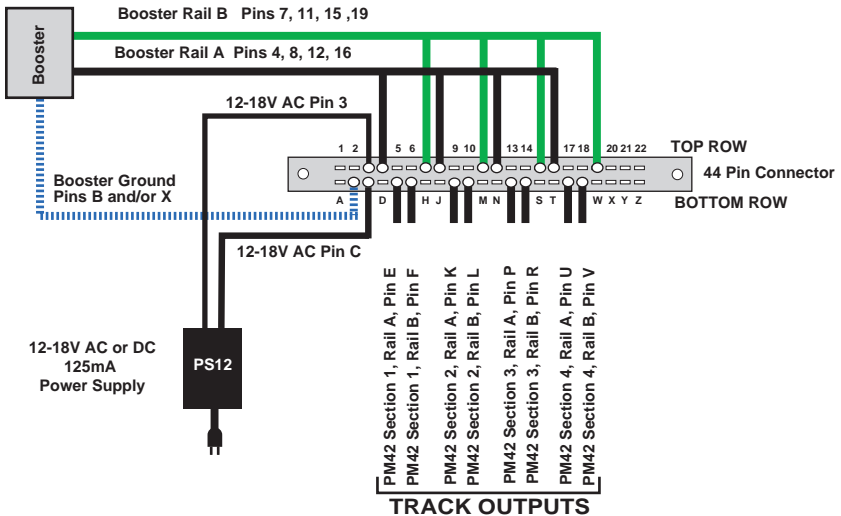 Booster Rail B Pins 7, 11, 15 ,19
Booster
Booster Rail A Pins 4, 8, 12, 16
12-18V AC Pin 3
1 2 5 6 9 10 13 14 17 18 20 21 22
TOP ROW
44 Pin Connector
Booster Ground
Pins B and/or X
A D H J M N S T W X Y Z
BOTTOM ROW
12-18V AC Pin C
12-18V AC or DC
125mA
Power Supply
PS12
PM42 Section 1, Rail A, Pin E
PM42 Section 1, Rail B, Pin F
PM42 Section 2, Rail A, Pin K
PM42 Section 2, Rail B, Pin L
PM42 Section 3, Rail A, Pin P
PM42 Section 3, Rail B, Pin R
PM42 Section 4, Rail A, Pin U
PM42 Section 4, Rail B, Pin V
TRACK OUTPUTS